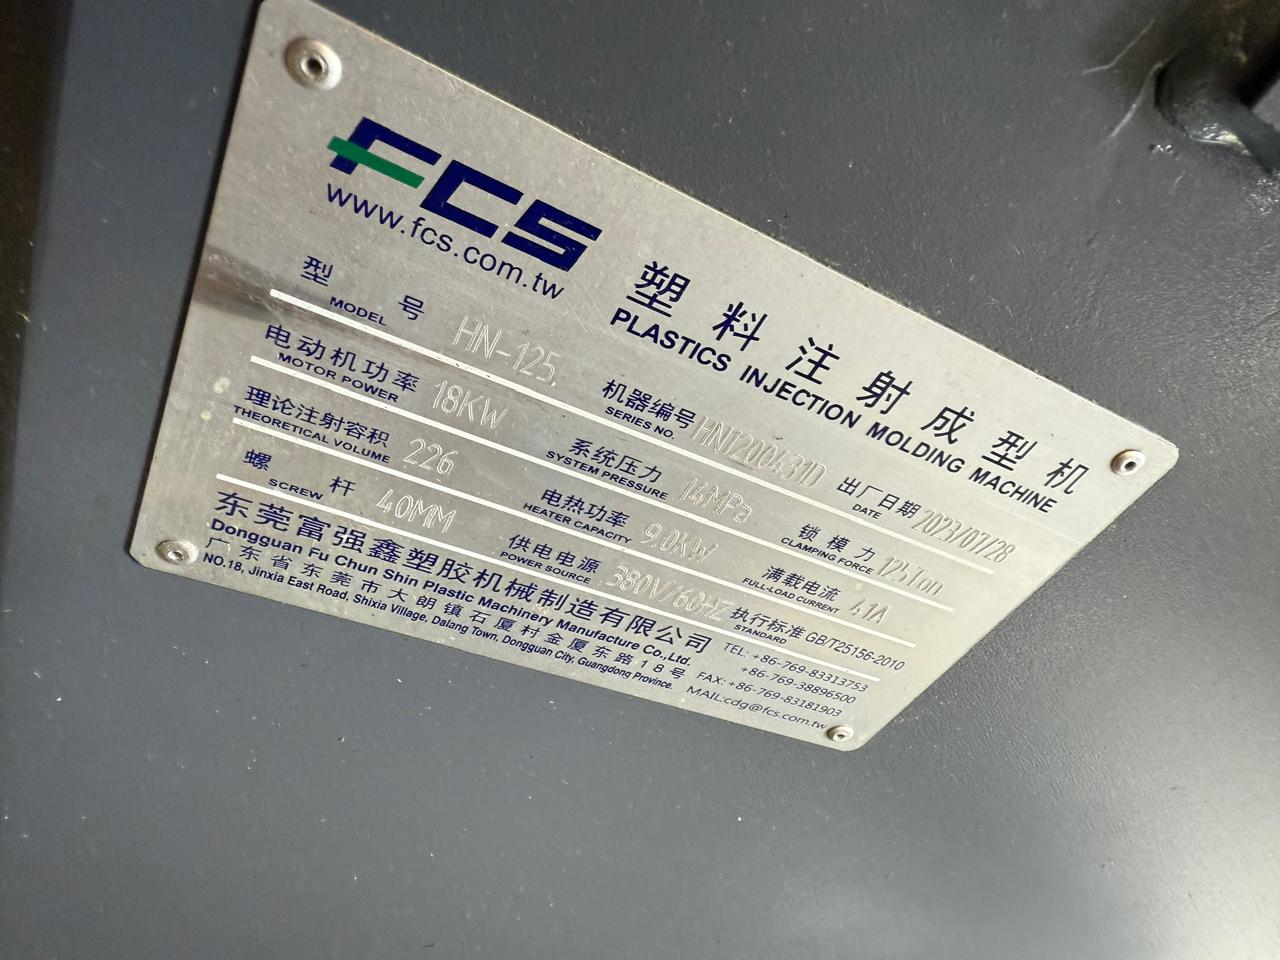 FCS
www.fcs.com.tw
塑料注射成型机
PLASTICS INJECTION MOLDING MACHINE
型号 HN-125. 机器编号 HN1200431D 出厂日期 2023/07/28
MODEL SERIES NO. DATE
电动机功率 18KW 系统压力 14MPa 锁模力 125Ton
MOTOR POWER SYSTEM PRESSURE CLAMPING FORCE
理论注射容积 226 电热功率 9.0KW 满载电流 41A
THEORETICAL VOLUME HEATER CAPACITY FULL-LOAD CURRENT
螺杆 40MM 供电电源 380V/60HZ 执行标准 GB/T25156-2010
SCREW POWER SOURCE STANDARD
东莞富强鑫塑胶机械制造有限公司
Dongguan Fu Chun Shin Plastic Machinery Manufacture Co.,Ltd.
广东省东莞市大朗镇石厦村金厦东路18号
NO.18, Jinxia East Road, Shixia Village, Dalang Town, Dongguan City, Guangdong Province.
TEL: +86-769-83313753
+86-769-38896500
FAX: +86-769-83181903
MAIL:cdg@fcs.com.tw